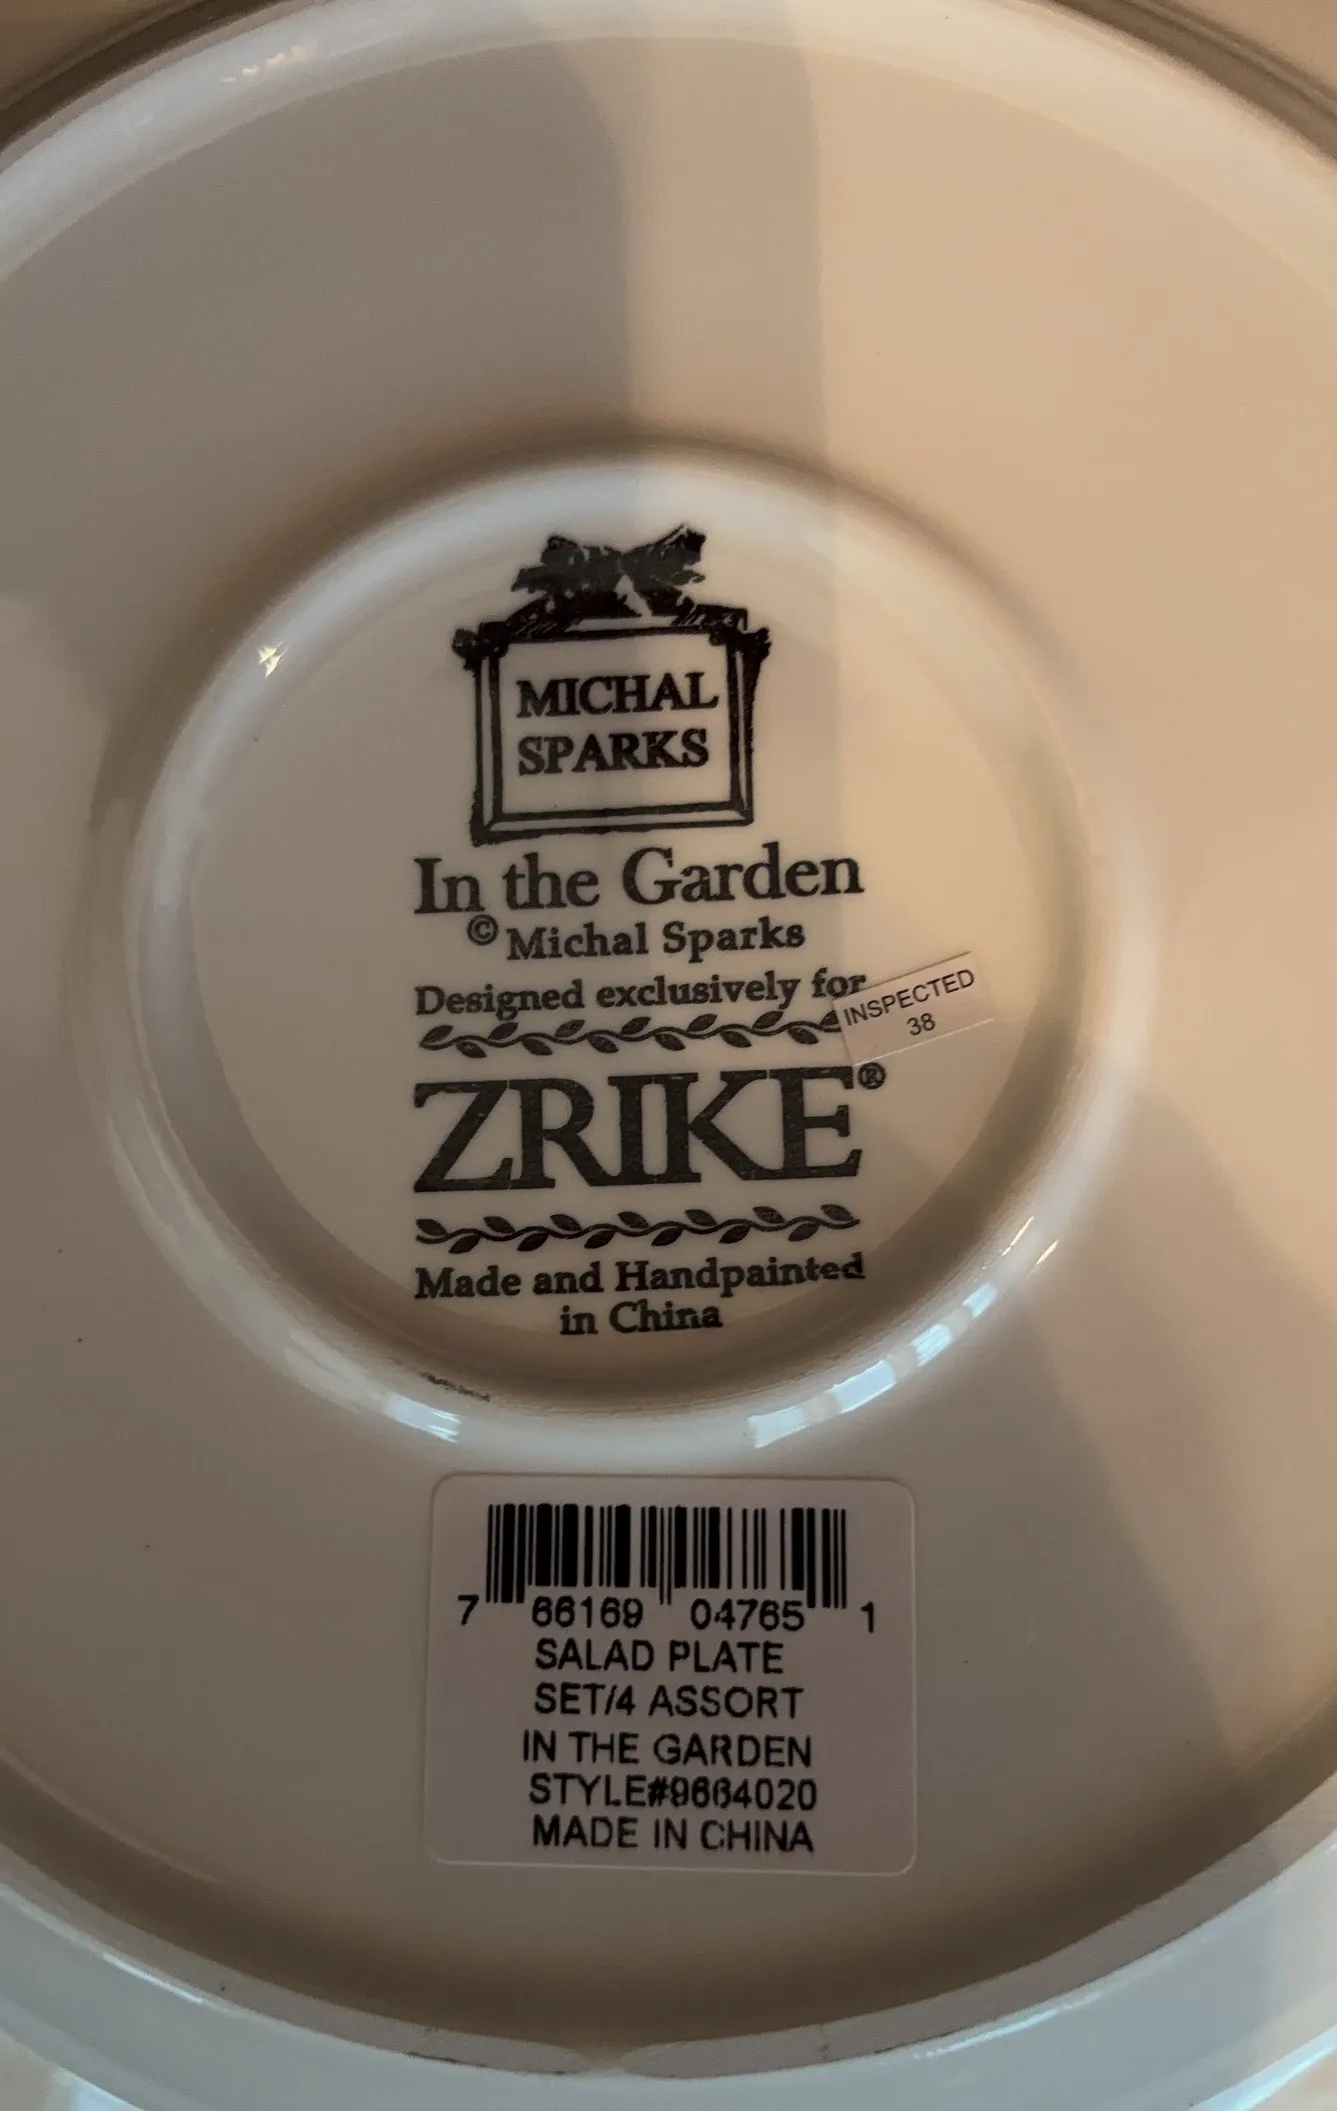 MICHAL
SPARKS
In the Garden
© Michal Sparks
Designed exclusively for
INSPECTED
38
ZRIKE®
Made and Handpainted
in China
7 66169 04765 1
SALAD PLATE
SET/4 ASSORT
IN THE GARDEN
STYLE#9664020
MADE IN CHINA